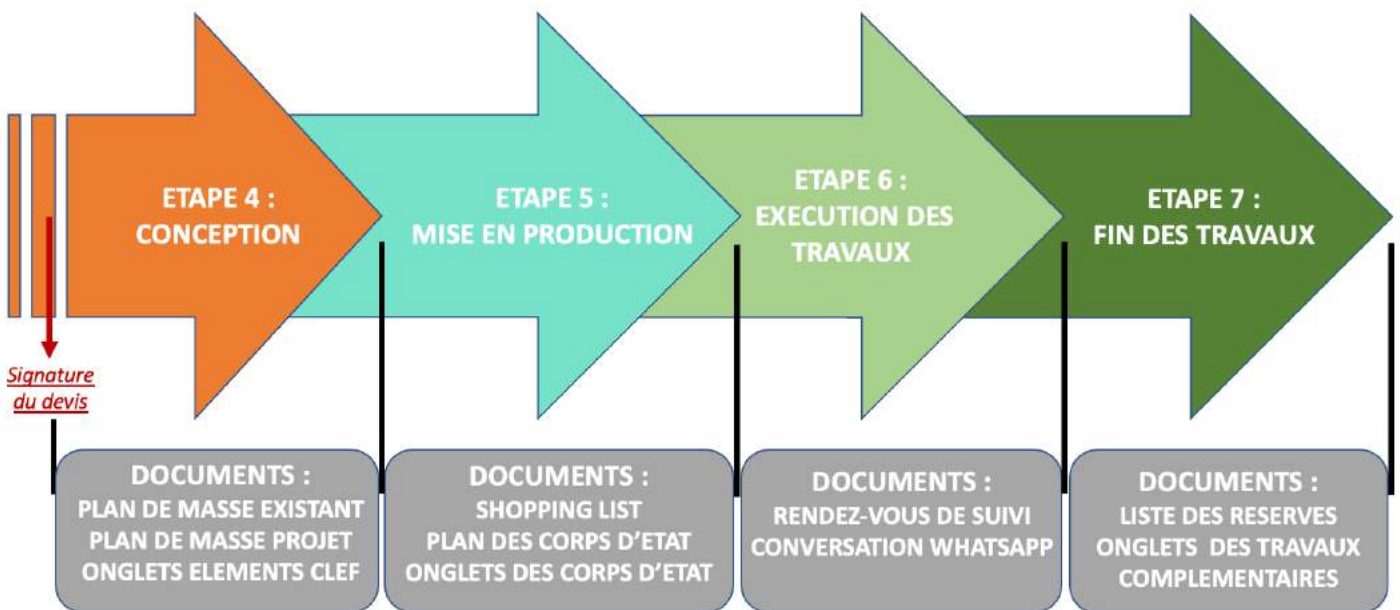 ETAPE 4 :
CONCEPTION
ETAPE 5 :
MISE EN PRODUCTION
ETAPE 6 :
EXECUTION DES
TRAVAUX
ETAPE 7 :
FIN DES TRAVAUX
Signature
du devis
DOCUMENTS :
PLAN DE MASSE EXISTANT
PLAN DE MASSE PROJET
ONGLETS ELEMENTS CLEF
DOCUMENTS :
SHOPPING LIST
PLAN DES CORPS D'ETAT
ONGLETS DES CORPS D'ETAT
DOCUMENTS :
RENDEZ-VOUS DE SUIVI
CONVERSATION WHATSAPP
DOCUMENTS :
LISTE DES RESERVES
ONGLETS DES TRAVAUX
COMPLEMENTAIRES